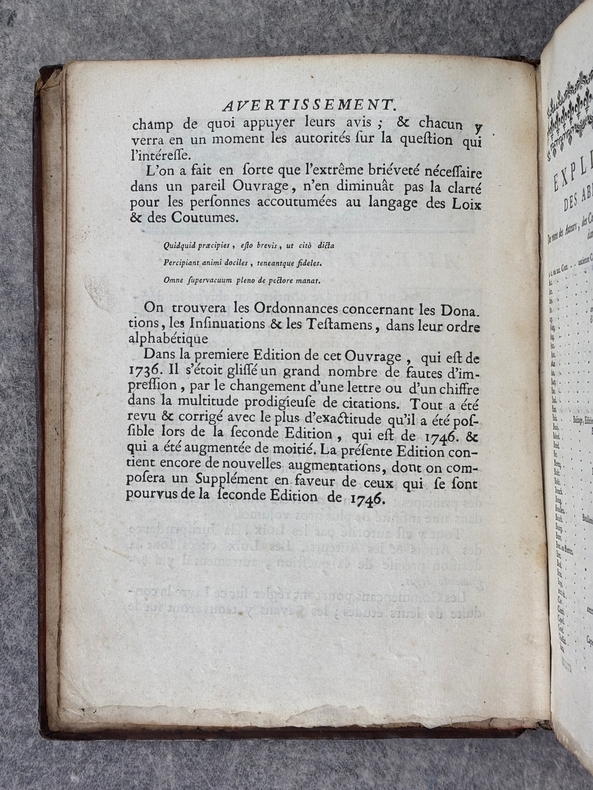 AVERTISSEMENT.
champ de quoi appuyer leurs avis ; & chacun y
verra en un moment les autorités ſur la queſtion qui
l'intéreſſe.
L'on a fait en ſorte que l'extrême briéveté néceſſaire
dans un pareil Ouvrage, n'en diminuât pas la clarté
pour les perſonnes accoutumées au langage des Loix
& des Coutumes.
Quidquid præcipies, eſto brevis, ut citò dicta
Percipiant animi dociles, teneantque fideles.
Omne ſupervacuum pleno de pectore manat.
On trouvera les Ordonnances concernant les Dona.
tions, les Inſinuations & les Teſtamens, dans leur ordre
alphabétique
Dans la premiere Edition de cet Ouvrage, qui eſt de
1736. Il s'étoit gliſſé un grand nombre de fautes d'im-
preſſion, par le changement d'une lettre ou d'un chiffre
dans la multitude prodigieuſe de citations. Tout a été
revu & corrigé avec le plus d'exactitude qu'il a été poſ-
ſible lors de la ſeconde Edition, qui eſt de 1746. &
qui a été augmentée de moitié. La préſente Edition con-
tient encore de nouvelles augmentations, dont on com-
poſera un Supplément en faveur de ceux qui ſe ſont
pourvus de la ſeconde Edition de 1746.
EXPLI
DES AB